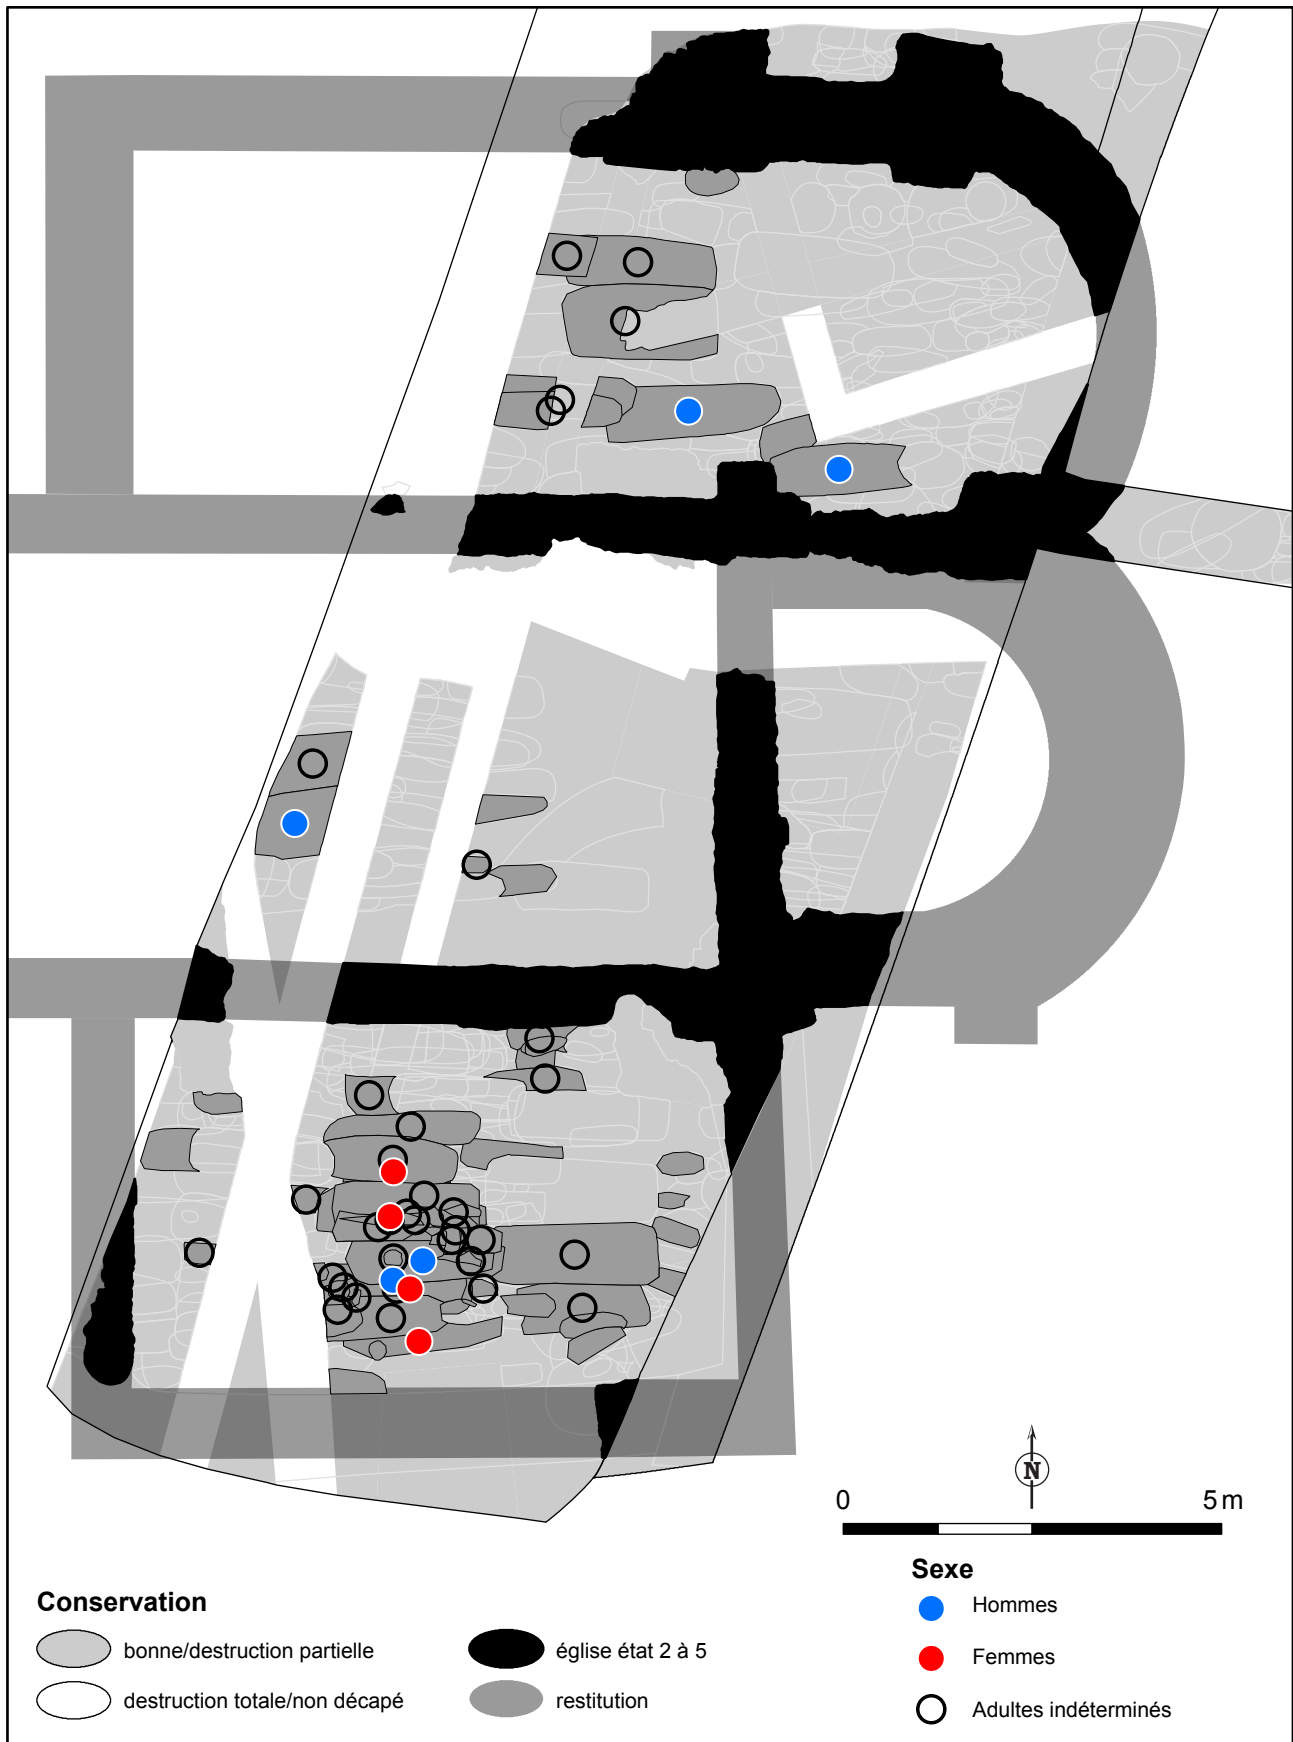 N
0 5 m
Conservation
bonne/destruction partielle
destruction totale/non décapé
église état 2 à 5
restitution
Sexe
Hommes
Femmes
Adultes indéterminés